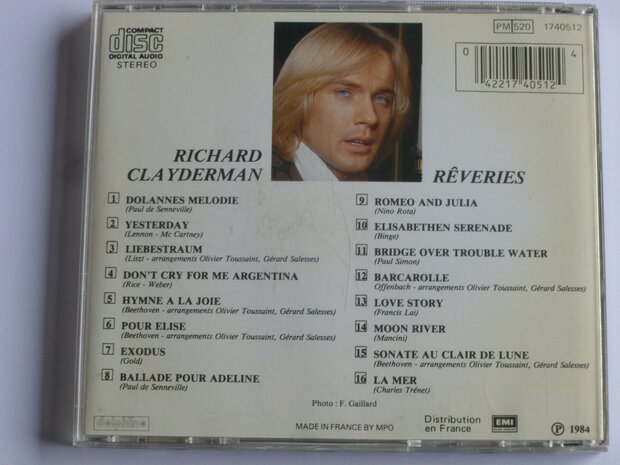 COMPACT
disc
DIGITAL AUDIO
STEREO
PM 520 1740512
0 42217 40512 4
RICHARD
CLAYDERMAN
RÊVERIES
1 DOLANNES MELODIE
(Paul de Senneville)
2 YESTERDAY
(Lennon - Mc Cartney)
3 LIEBESTRAUM
(Liszt - arrangements Olivier Toussaint, Gérard Salesses)
4 DON'T CRY FOR ME ARGENTINA
(Rice - Weber)
5 HYMNE A LA JOIE
(Beethoven - arrangements Olivier Toussaint, Gérard Salesses)
6 POUR ELISE
(Beethoven - arrangements Olivier Toussaint, Gérard Salesses)
7 EXODUS
(Gold)
8 BALLADE POUR ADELINE
(Paul de Senneville)
9 ROMEO AND JULIA
(Nino Rota)
10 ELISABETHEN SERENADE
(Binge)
11 BRIDGE OVER TROUBLE WATER
(Paul Simon)
12 BARCAROLLE
Offenbach - arrangements Olivier Toussaint, Gérard Salesses)
13 LOVE STORY
(Francis Lai)
14 MOON RIVER
(Mancini)
15 SONATE AU CLAIR DE LUNE
(Beethoven - arrangements Olivier Toussaint, Gérard Salesses)
16 LA MER
(Charles Trénet)
Photo : F. Gaillard
delphine
MADE IN FRANCE BY MPO
Distribution
en France
EMI
Ⓟ 1984